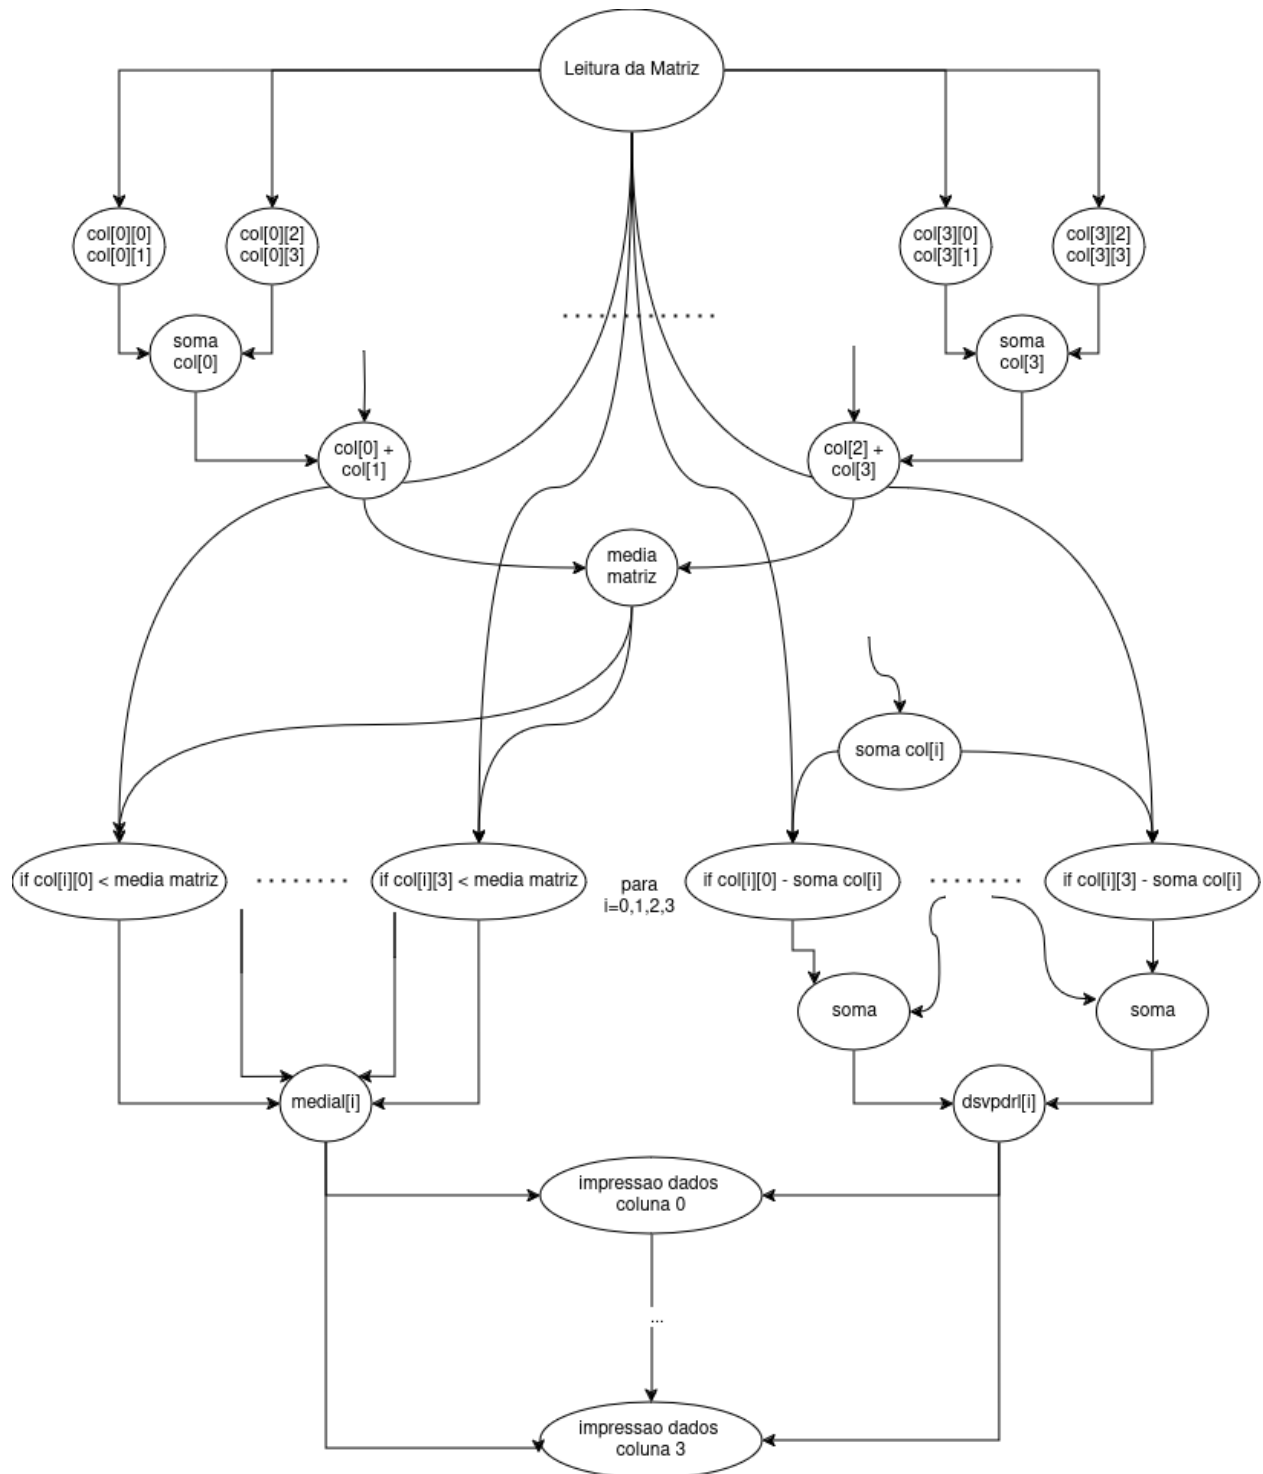 Leitura da Matriz
col[0][0]
col[0][1]
col[0][2]
col[0][3]
col[3][0]
col[3][1]
col[3][2]
col[3][3]
soma
col[0]
soma
col[3]
col[0] +
col[1]
col[2] +
col[3]
media
matriz
soma col[i]
if col[i][0] < media matriz
if col[i][3] < media matriz
para
i=0,1,2,3
if col[i][0] - soma col[i]
if col[i][3] - soma col[i]
soma
soma
medial[i]
dsvpdrl[i]
impressao dados
coluna 0
...
impressao dados
coluna 3